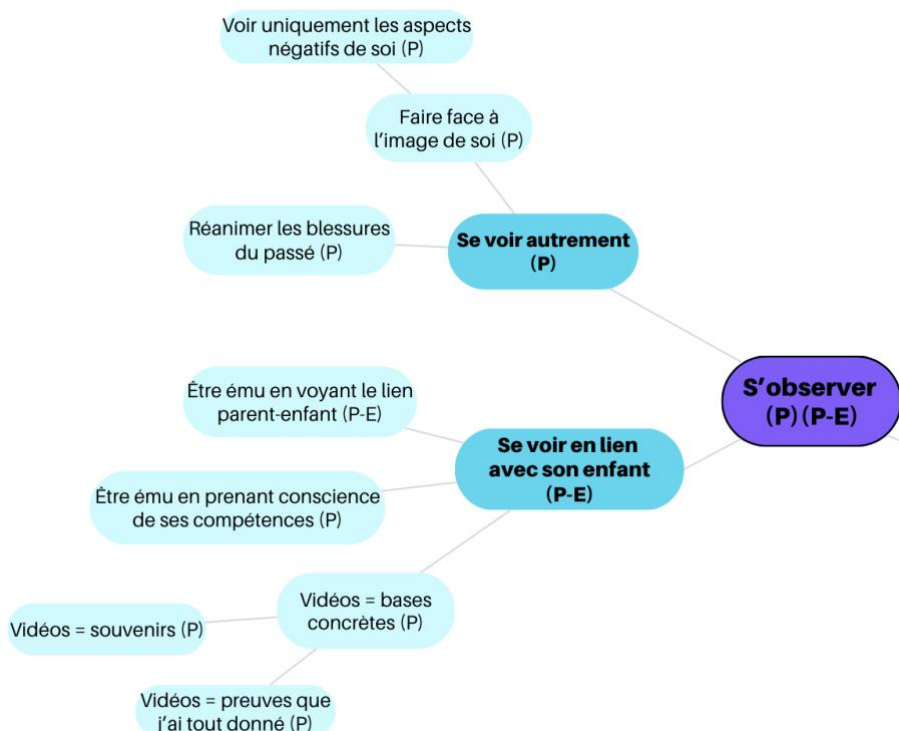 Voir uniquement les aspects
négatifs de soi (P)
Faire face à
l'image de soi (P)
Réanimer les blessures
du passé (P)
Se voir autrement
(P)
S'observer
(P) (P-E)
Être ému en voyant le lien
parent-enfant (P-E)
Se voir en lien
avec son enfant
(P-E)
Être ému en prenant conscience
de ses compétences (P)
Vidéos = bases
concrètes (P)
Vidéos = souvenirs (P)
Vidéos = preuves que
j'ai tout donné (P)